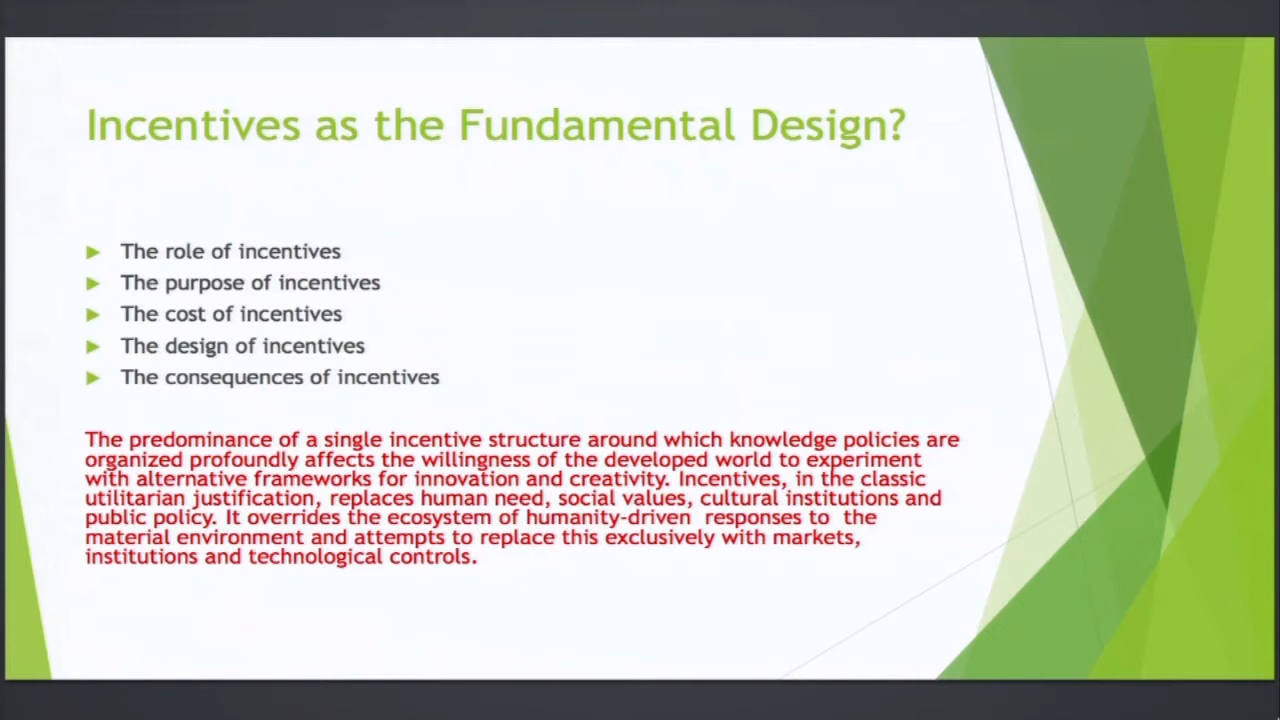 Incentives as the Fundamental Design?
The role of incentives
The purpose of incentives
The cost of incentives
The design of incentives
The consequences of incentives
The predominance of a single incentive structure around which knowledge policies are
organized profoundly affects the willingness of the developed world to experiment
with alternative frameworks for innovation and creativity. Incentives, in the classic
utilitarian justification, replaces human need, social values, cultural institutions and
public policy. It overrides the ecosystem of humanity-driven responses to the
material environment and attempts to replace this exclusively with markets,
institutions and technological controls.